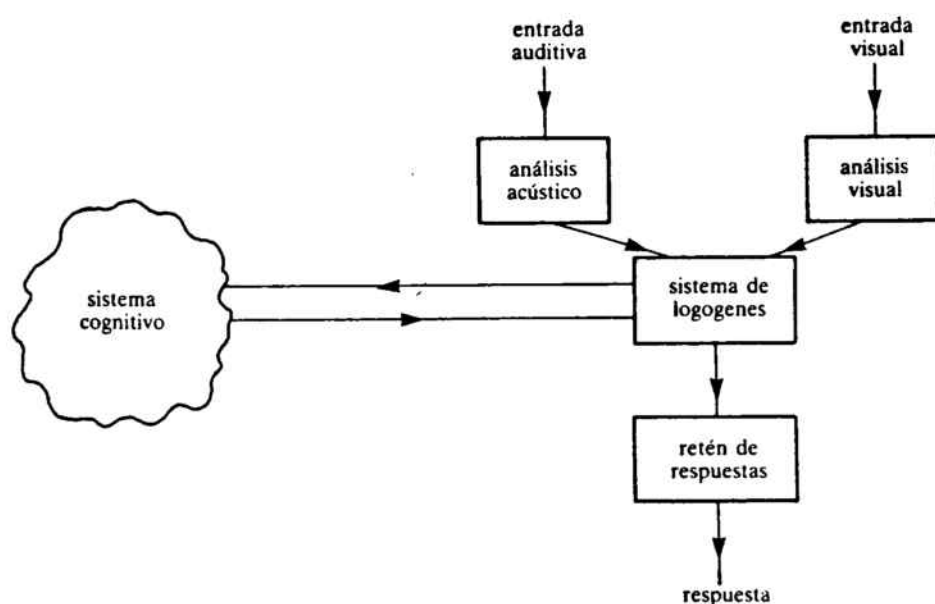 entrada
auditiva
entrada
visual
análisis
acústico
análisis
visual
sistema
cognitivo
sistema de
logogenes
retén de
respuestas
respuesta